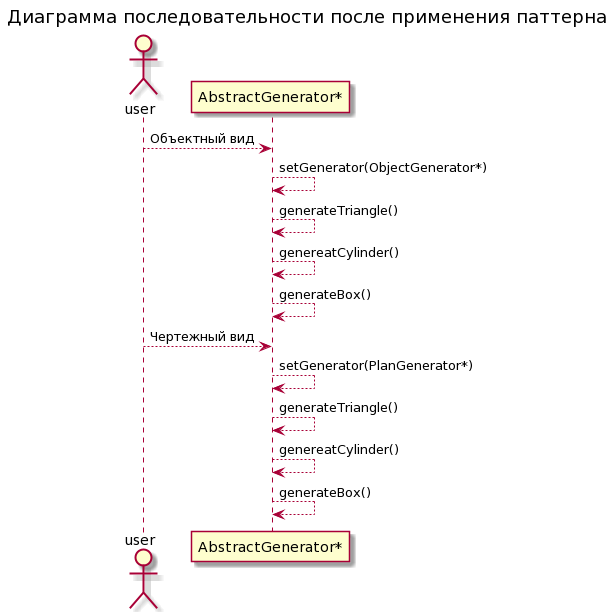 Диаграмма последовательности после применения паттерна
user
AbstractGenerator*
Объектный вид
setGenerator(ObjectGenerator*)
generateTriangle()
genereatCylinder()
generateBox()
Чертежный вид
setGenerator(PlanGenerator*)
generateTriangle()
genereatCylinder()
generateBox()
user
AbstractGenerator*